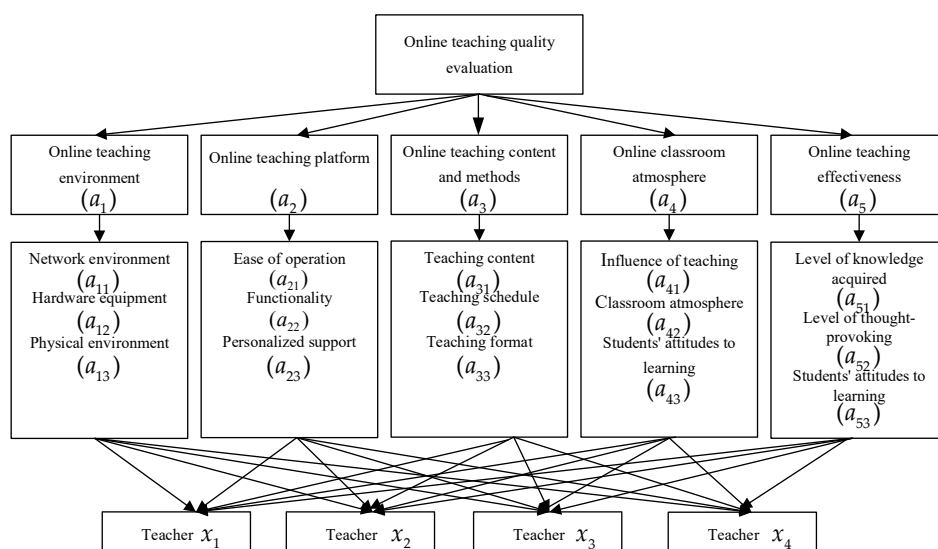 Online teaching quality
evaluation
Online teaching
environment
(a₁)
Online teaching platform
(a₂)
Online teaching content
and methods
(a₃)
Online classroom
atmosphere
(a₄)
Online teaching
effectiveness
(a₅)
Network environment
(a₁₁)
Hardware equipment
(a₁₂)
Physical environment
(a₁₃)
Ease of operation
(a₂₁)
Functionality
(a₂₂)
Personalized support
(a₂₃)
Teaching content
(a₃₁)
Teaching schedule
(a₃₂)
Teaching format
(a₃₃)
Influence of teaching
(a₄₁)
Classroom atmosphere
(a₄₂)
Students' attitudes to
learning
(a₄₃)
Level of knowledge
acquired
(a₅₁)
Level of thought-
provoking
(a₅₂)
Students' attitudes to
learning
(a₅₃)
Teacher x₁
Teacher x₂
Teacher x₃
Teacher x₄